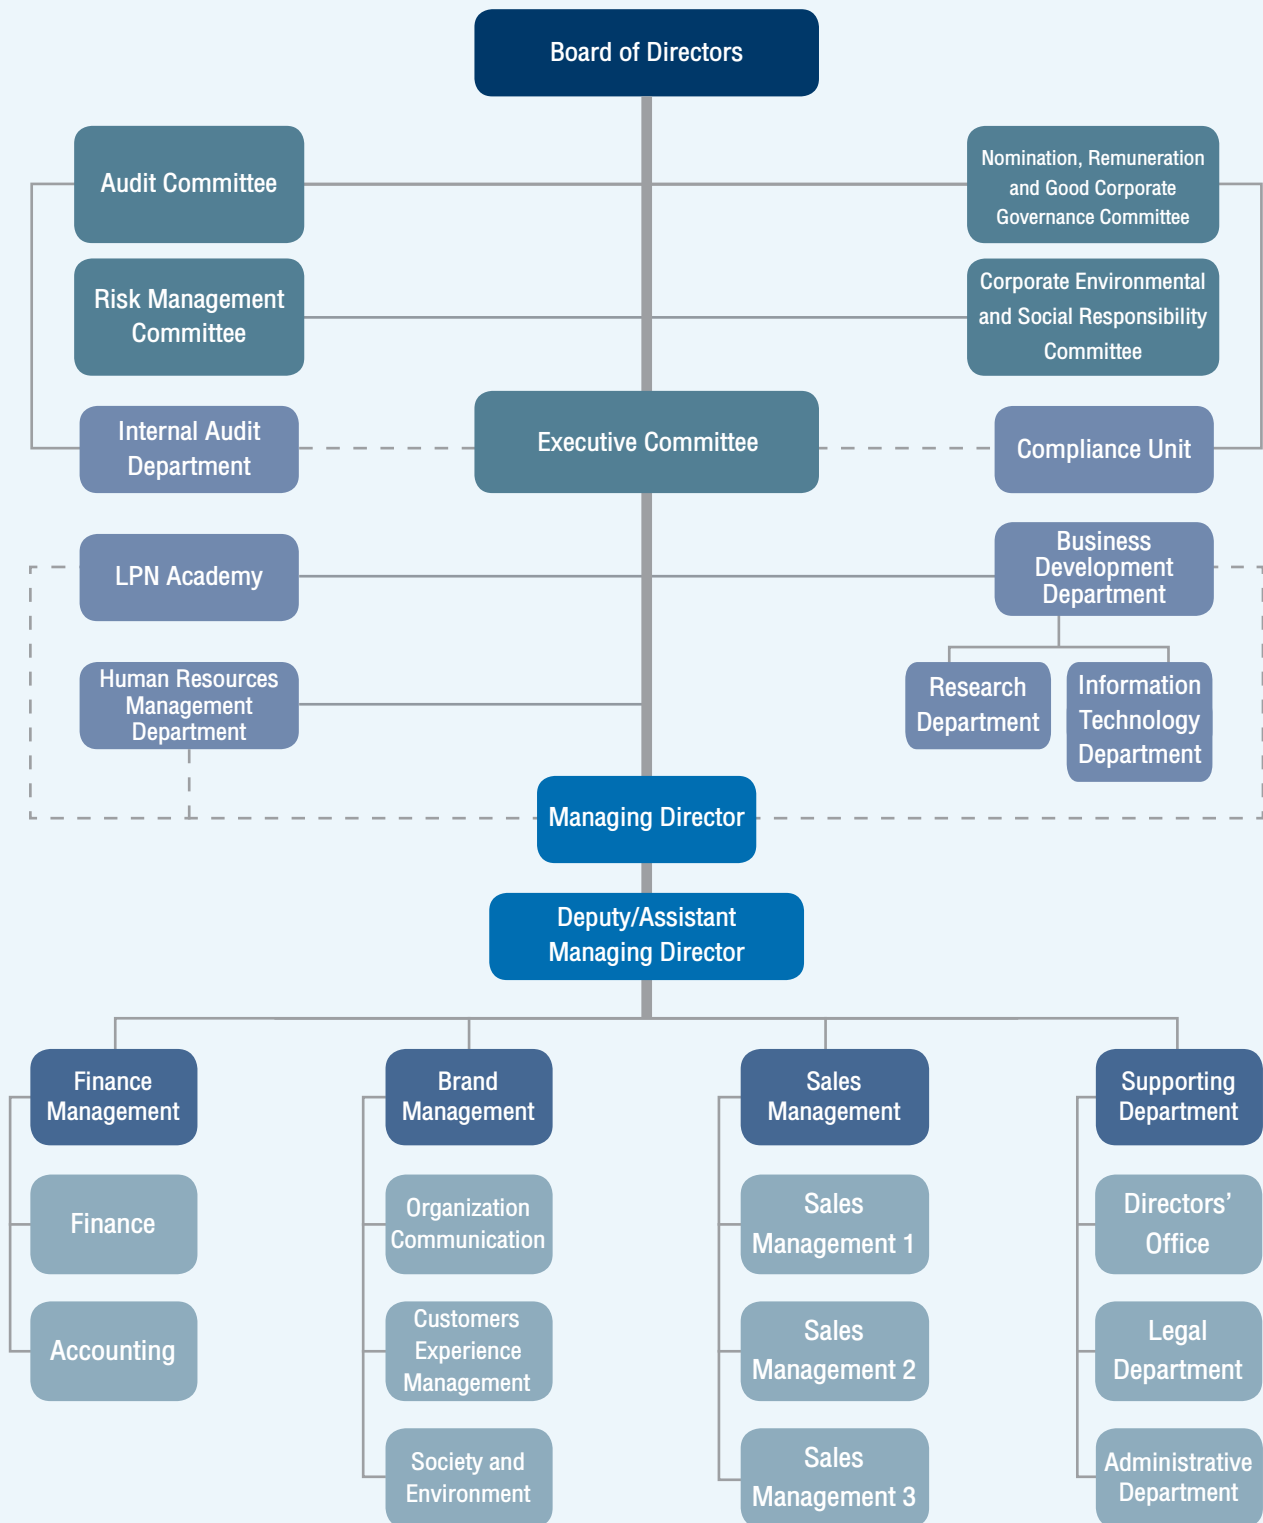 Board of Directors
Audit Committee
Nomination, Remuneration
and Good Corporate
Governance Committee
Risk Management
Committee
Corporate Environmental
and Social Responsibility
Committee
Internal Audit
Department
Executive Committee
Compliance Unit
LPN Academy
Business
Development
Department
Human Resources
Management
Department
Research
Department
Information
Technology
Department
Managing Director
Deputy/Assistant
Managing Director
Finance
Management
Brand
Management
Sales
Management
Supporting
Department
Finance
Organization
Communication
Sales
Management 1
Directors’
Office
Accounting
Customers
Experience
Management
Sales
Management 2
Legal
Department
Society and
Environment
Sales
Management 3
Administrative
Department